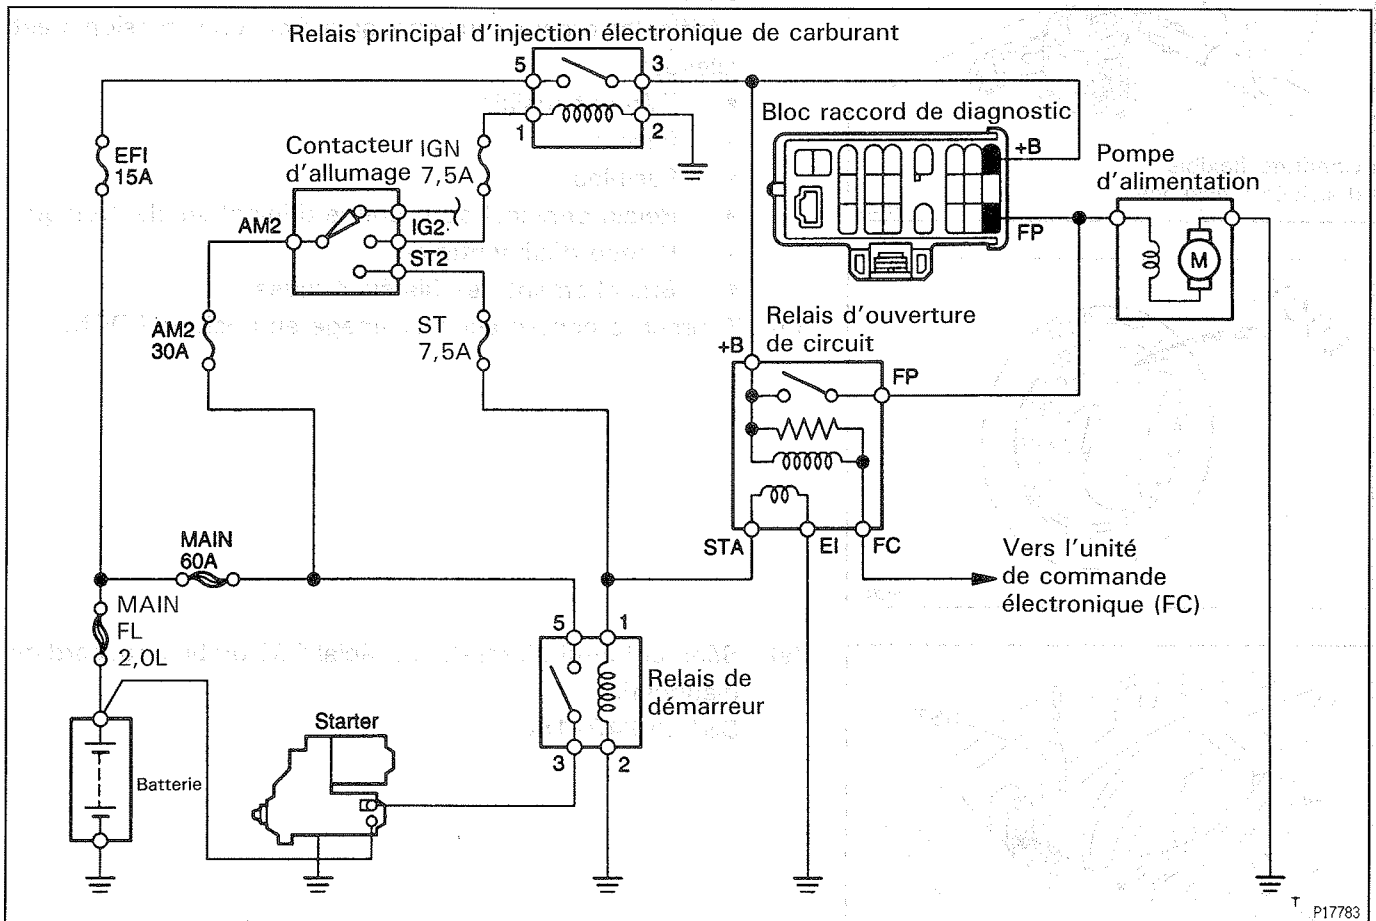 Relais principal d'injection électronique de carburant
5
3
1
2
Bloc raccord de diagnostic
+B
FP
EFI
15A
Contacteur
d'allumage
IGN
7,5A
AM2
IG2
ST2
Pompe
d'alimentation
M
AM2
30A
ST
7,5A
Relais d'ouverture
de circuit
+B
FP
STA
EI
FC
Vers l'unité
de commande
électronique (FC)
MAIN
60A
MAIN
FL
2,0L
5
1
3
2
Relais de
démarreur
Starter
Batterie
T
P17783